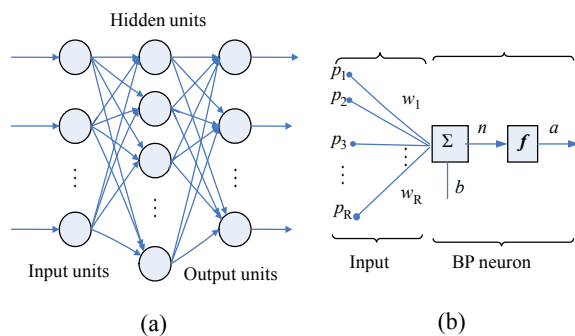 Hidden units
Input units
Output units
(a)
p1
p2
p3
pR
w1
wR
Σ
n
f
a
b
Input
BP neuron
(b)